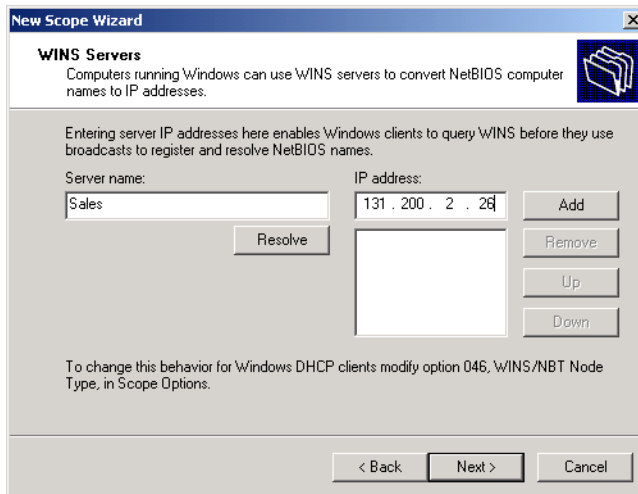 New Scope Wizard
WINS Servers
Computers running Windows can use WINS servers to convert NetBIOS computer
names to IP addresses.
Entering server IP addresses here enables Windows clients to query WINS before they use
broadcasts to register and resolve NetBIOS names.
Server name:
IP address:
Sales
131 . 200 . 2 . 26
Add
Resolve
Remove
Up
Down
To change this behavior for Windows DHCP clients modify option 046, WINS/NBT Node
Type, in Scope Options.
< Back
Next >
Cancel